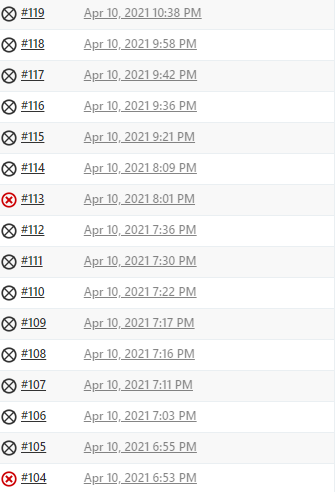 #119 Apr 10, 2021 10:38 PM
#118 Apr 10, 2021 9:58 PM
#117 Apr 10, 2021 9:42 PM
#116 Apr 10, 2021 9:36 PM
#115 Apr 10, 2021 9:21 PM
#114 Apr 10, 2021 8:09 PM
#113 Apr 10, 2021 8:01 PM
#112 Apr 10, 2021 7:36 PM
#111 Apr 10, 2021 7:30 PM
#110 Apr 10, 2021 7:22 PM
#109 Apr 10, 2021 7:17 PM
#108 Apr 10, 2021 7:16 PM
#107 Apr 10, 2021 7:11 PM
#106 Apr 10, 2021 7:03 PM
#105 Apr 10, 2021 6:55 PM
#104 Apr 10, 2021 6:53 PM